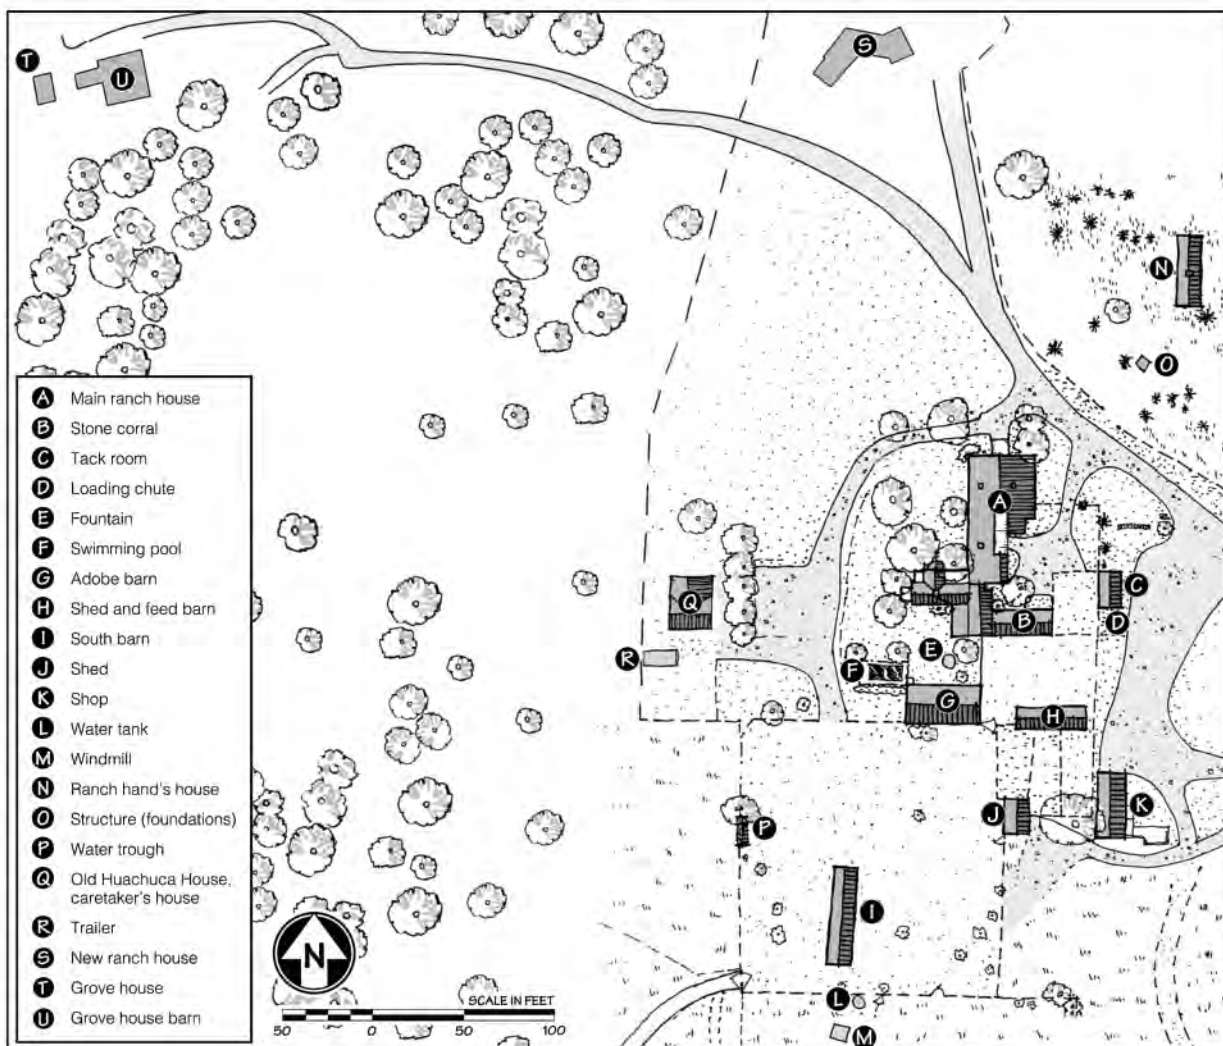 T
U
S
N
O
A
Q
C
B
D
R
E
F
G
H
J
K
P
I
L
M
A Main ranch house
B Stone corral
C Tack room
D Loading chute
E Fountain
F Swimming pool
G Adobe barn
H Shed and feed barn
I South barn
J Shed
K Shop
L Water tank
M Windmill
N Ranch hand's house
O Structure (foundations)
P Water trough
Q Old Huachuca House,
caretaker's house
R Trailer
S New ranch house
T Grove house
U Grove house barn
N
SCALE IN FEET
50 0 50 100